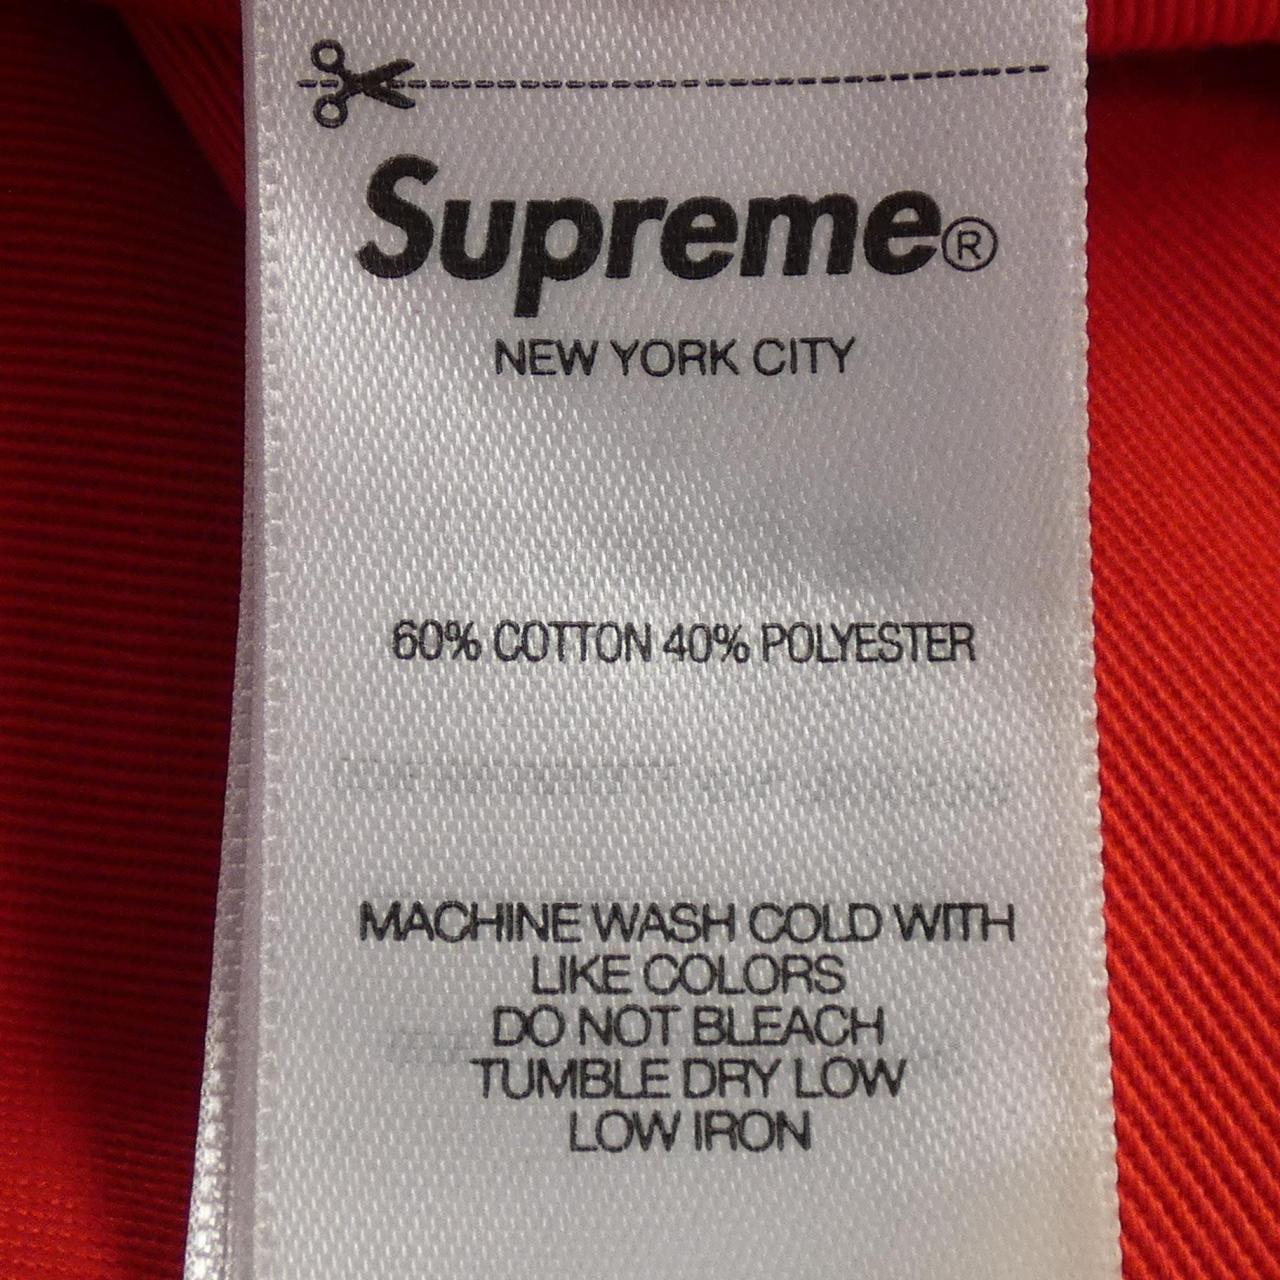 Supreme®
NEW YORK CITY
60% COTTON 40% POLYESTER
MACHINE WASH COLD WITH
LIKE COLORS
DO NOT BLEACH
TUMBLE DRY LOW
LOW IRON